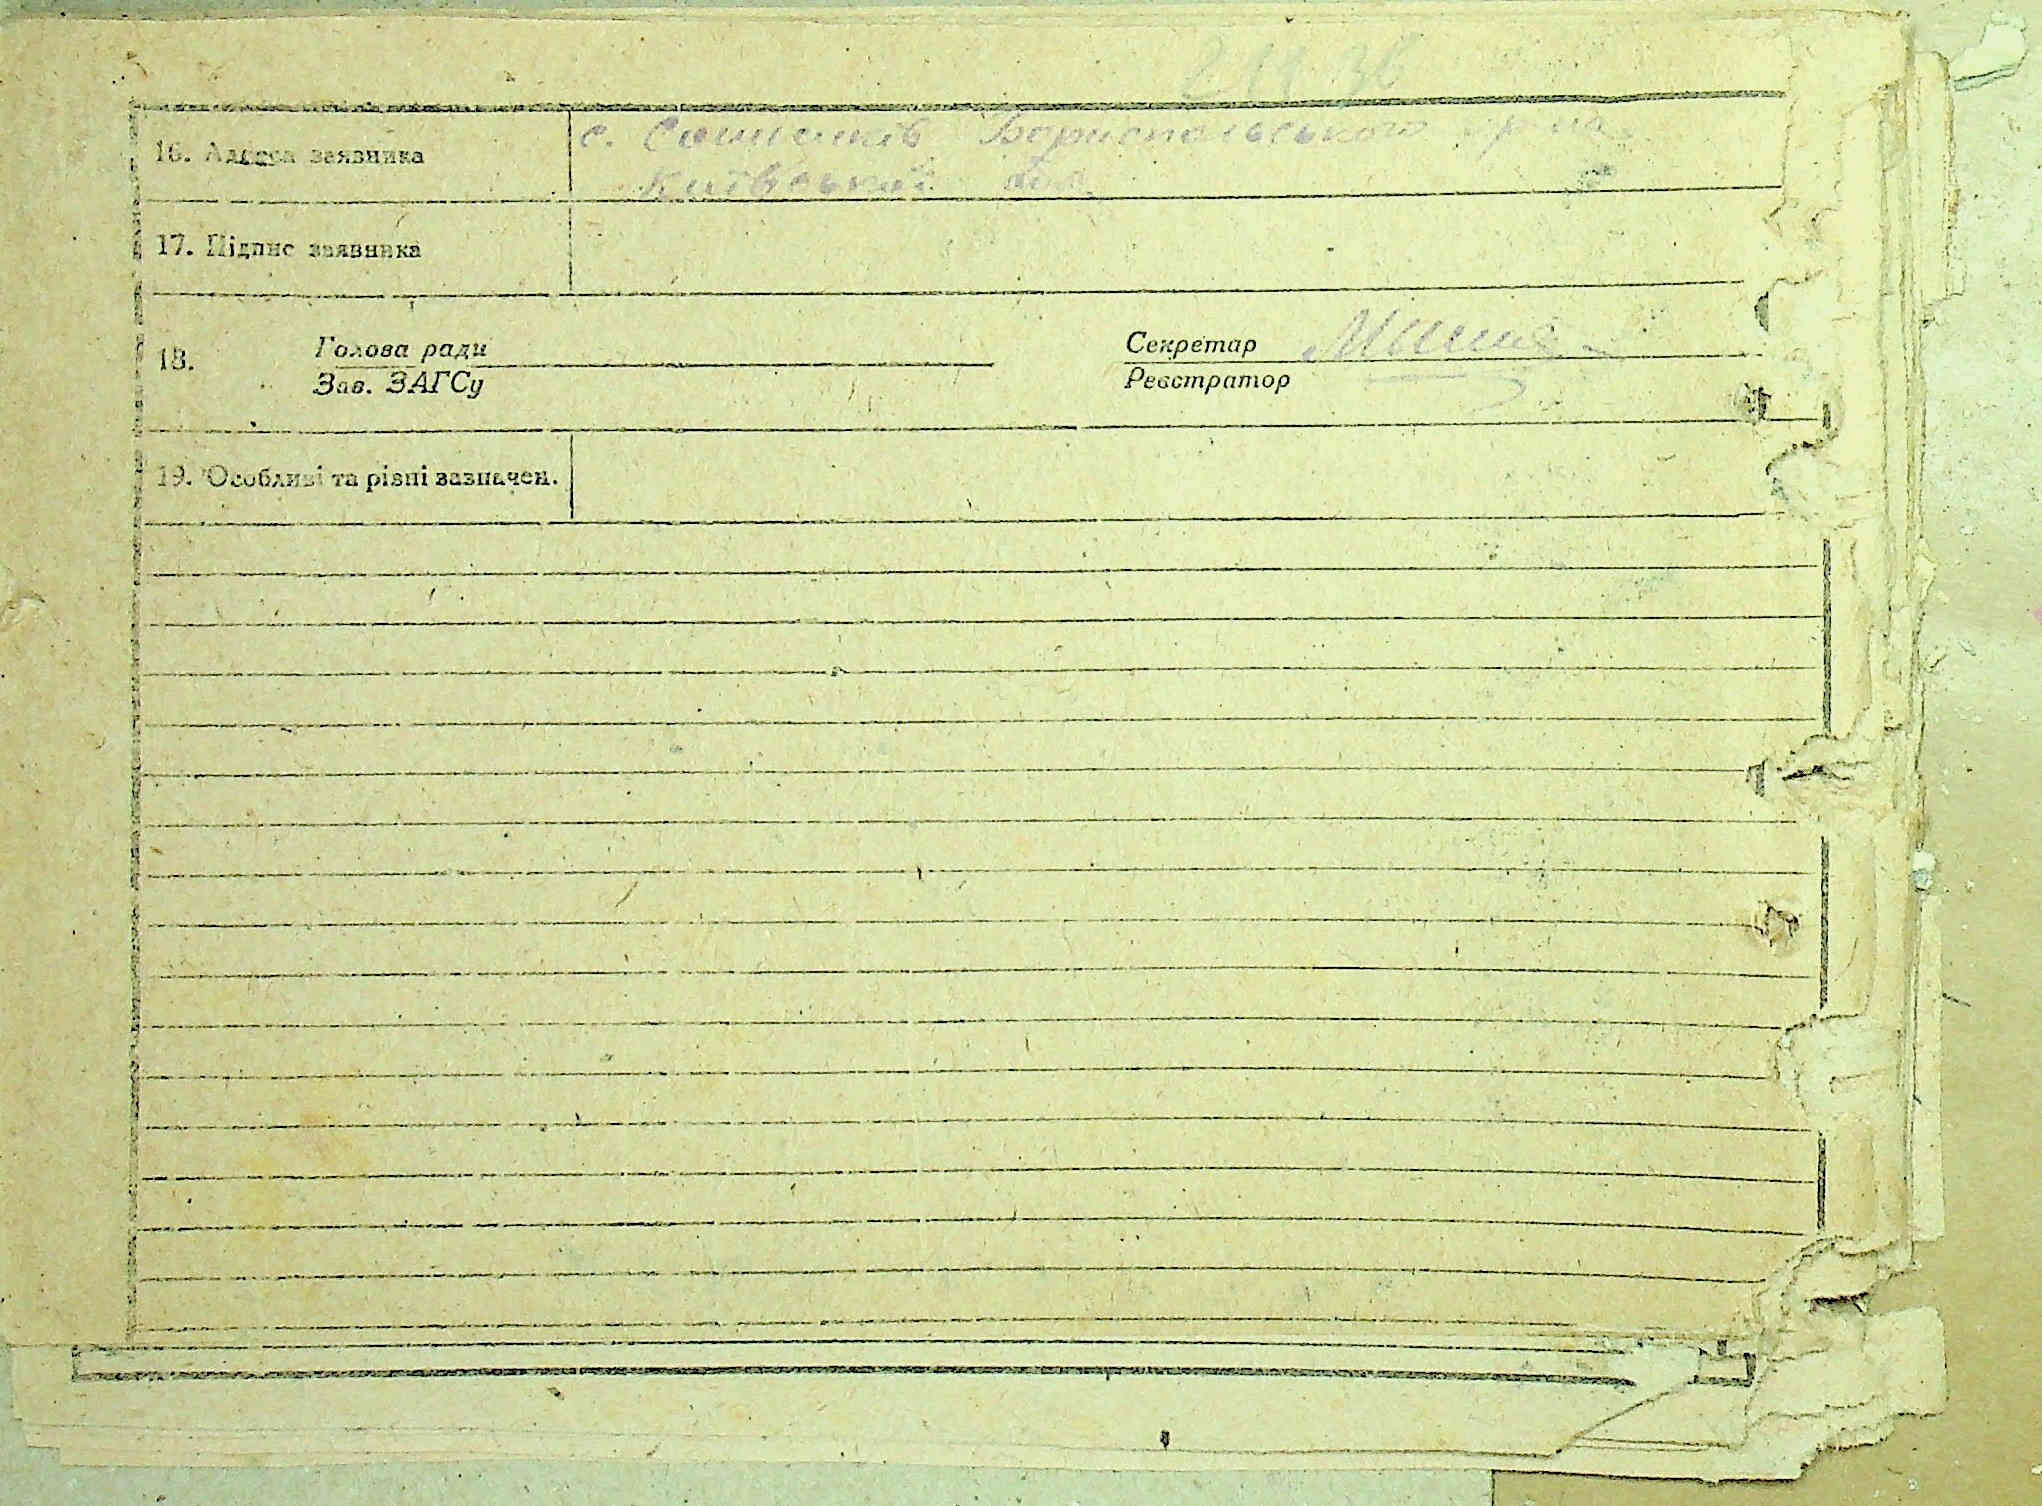 16. Адреса заявника с. Сошників Бориспольського р-на
Київської обл.
17. Підпис заявника
18. Голова ради Секретар
Зав. ЗАГСу Реєстратор
19. Особливі та різні зазначен.